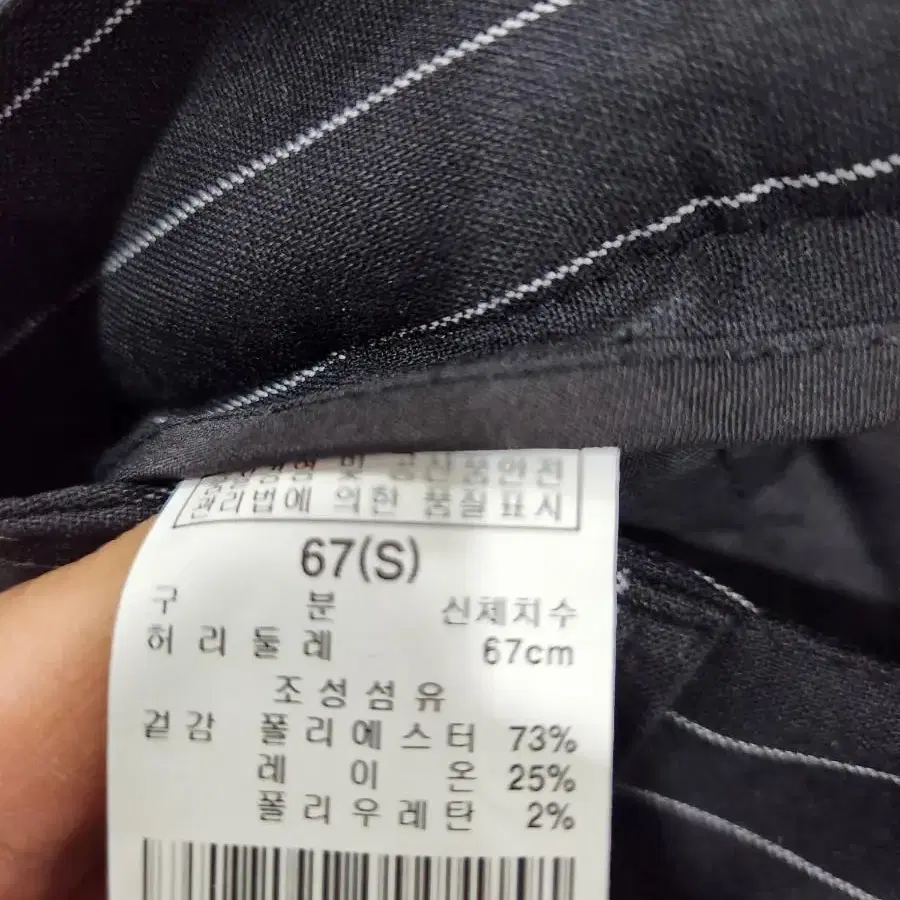 및 공산품안전
관리법에 의한 품질표시
67(S)
구 분 신체치수
허리둘레 67cm
조성섬유
겉감 폴리에스터 73%
레이온 25%
폴리우레탄 2%